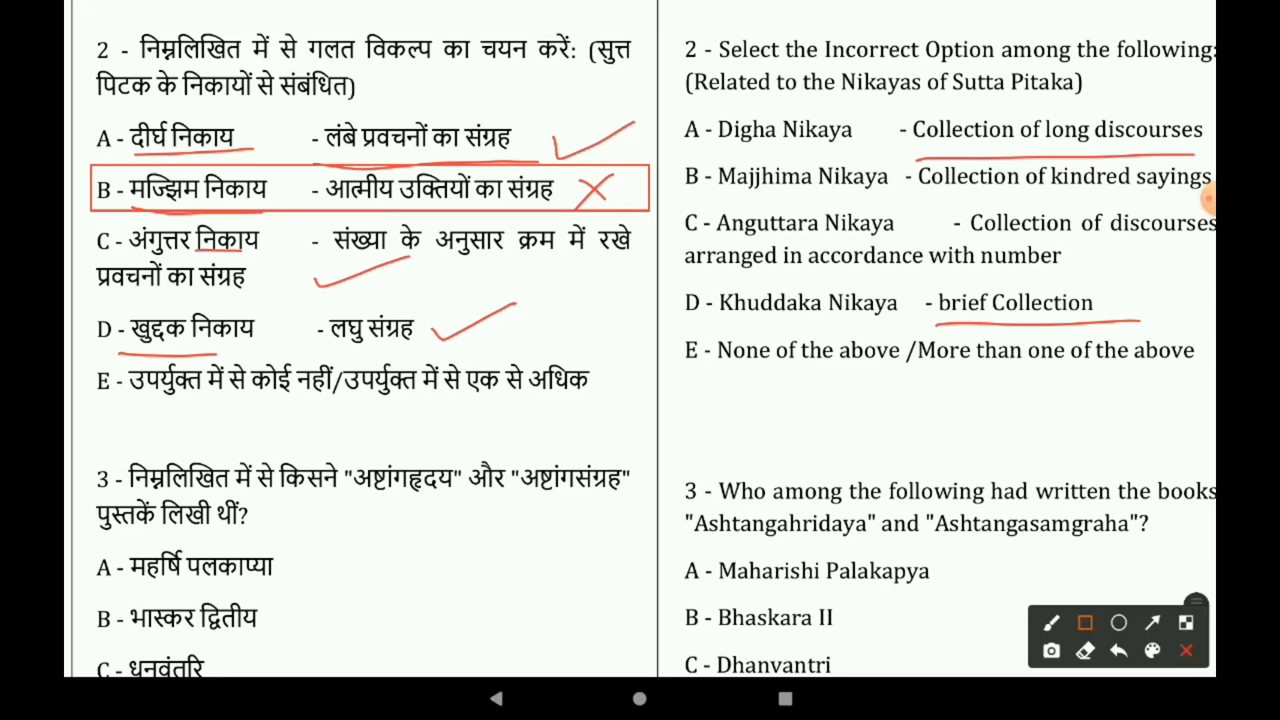 2 - निम्नलिखित में से गलत विकल्प का चयन करें: (सुत्त
पिटक के निकायों से संबंधित)
A - दीर्घ निकाय - लंबे प्रवचनों का संग्रह
B - मज्झिम निकाय - आत्मीय उक्तियों का संग्रह
C - अंगुत्तर निकाय - संख्या के अनुसार क्रम में रखे
प्रवचनों का संग्रह
D - खुद्दक निकाय - लघु संग्रह
E - उपर्युक्त में से कोई नहीं/उपर्युक्त में से एक से अधिक
3 - निम्नलिखित में से किसने "अष्टांगहृदय" और "अष्टांगसंग्रह"
पुस्तकें लिखी थीं?
A - महर्षि पलकाप्या
B - भास्कर द्वितीय
C - धनवंतरि
2 - Select the Incorrect Option among the following:
(Related to the Nikayas of Sutta Pitaka)
A - Digha Nikaya - Collection of long discourses
B - Majjhima Nikaya - Collection of kindred sayings
C - Anguttara Nikaya - Collection of discourses
arranged in accordance with number
D - Khuddaka Nikaya - brief Collection
E - None of the above /More than one of the above
3 - Who among the following had written the books
"Ashtangahridaya" and "Ashtangasamgraha"?
A - Maharishi Palakapya
B - Bhaskara II
C - Dhanvantri